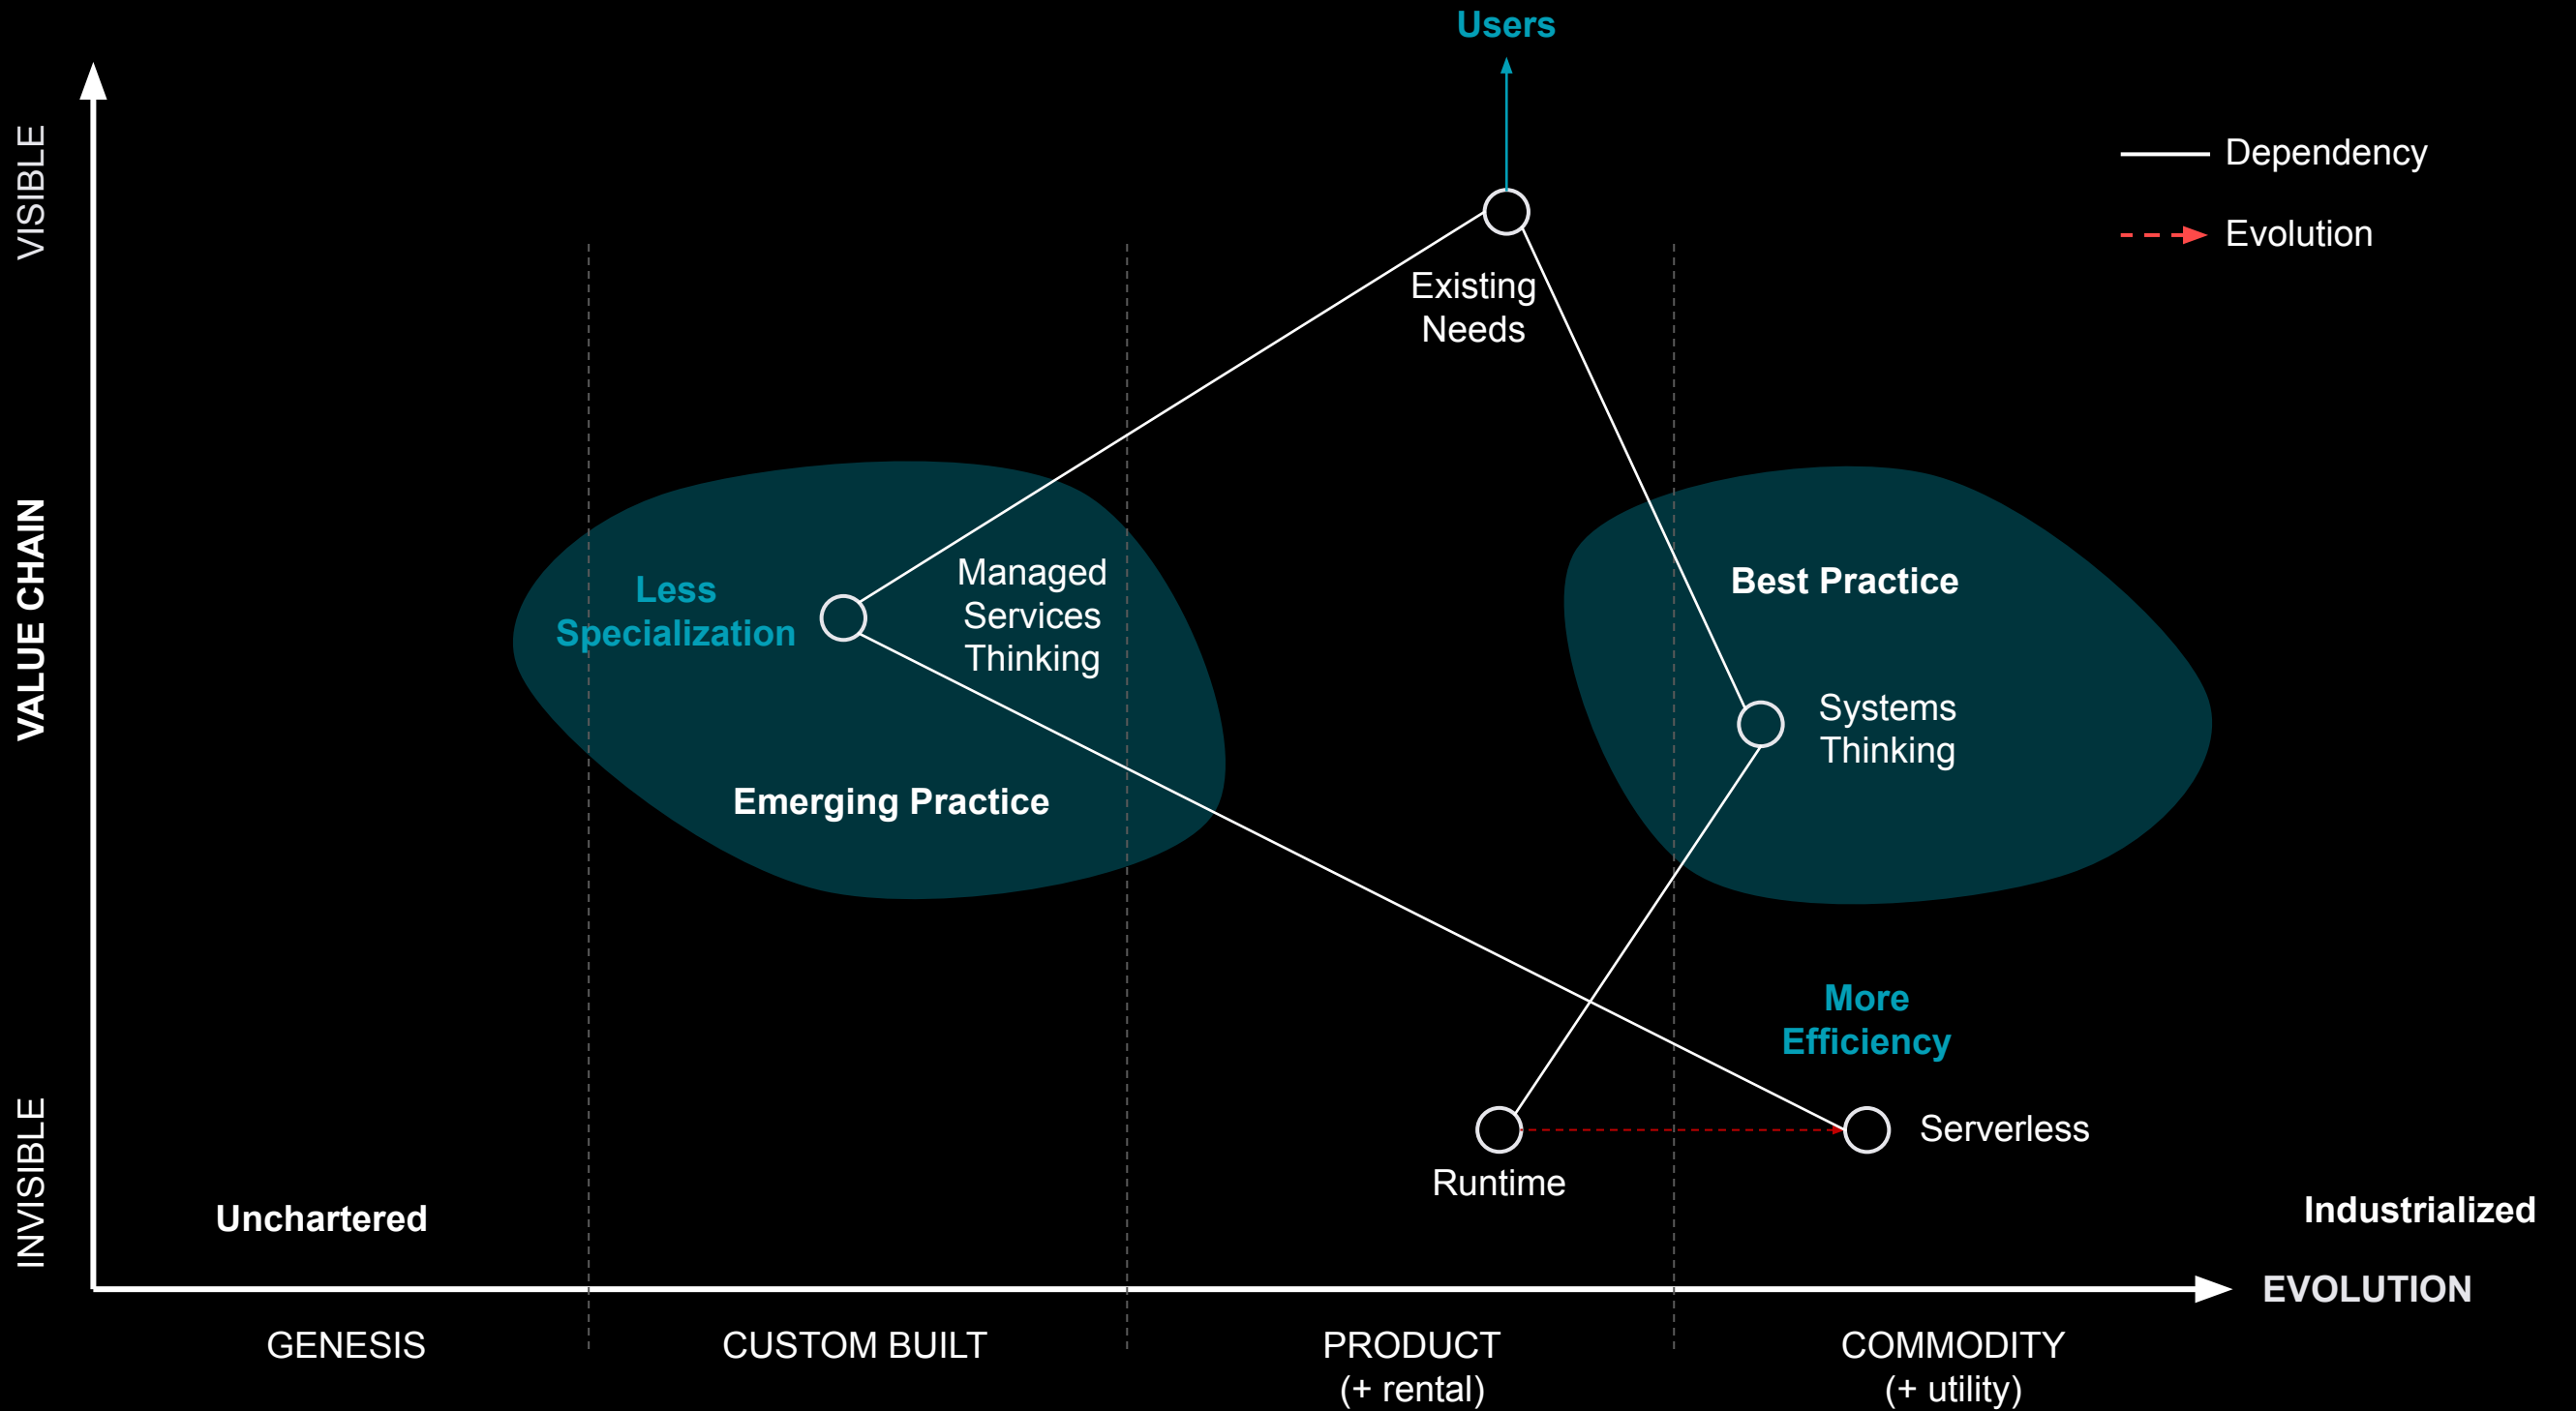 Users
VISIBLE
Dependency
Evolution
Existing
Needs
VALUE CHAIN
Less
Specialization
Managed
Services
Thinking
Best Practice
Systems
Thinking
Emerging Practice
More
Efficiency
INVISIBLE
Serverless
Runtime
Unchartered
Industrialized
EVOLUTION
GENESIS
CUSTOM BUILT
PRODUCT
(+ rental)
COMMODITY
(+ utility)